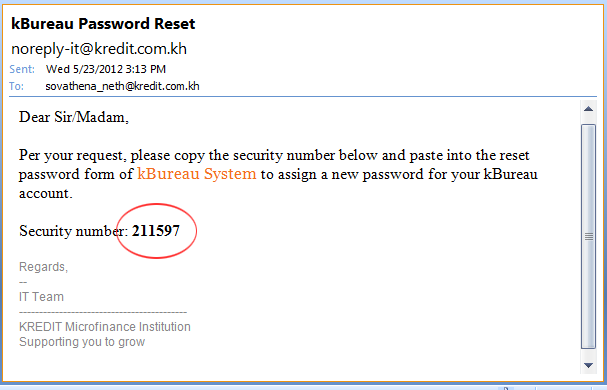 kBureau Password Reset
noreply-it@kredit.com.kh
Sent: Wed 5/23/2012 3:13 PM
To: sovathena_neth@kredit.com.kh
Dear Sir/Madam,
Per your request, please copy the security number below and paste into the reset
password form of kBureau System to assign a new password for your kBureau
account.
Security number: 211597
Regards,
--
IT Team
------------------------------------------
KREDIT Microfinance Institution
Supporting you to grow